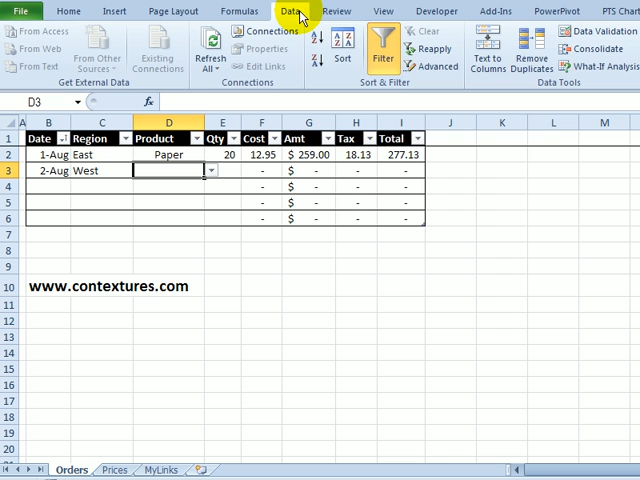 File Home Insert Page Layout Formulas Data Review View Developer Add-Ins PowerPivot PTS Chart
From Access
From Web
From Text
From Other Sources
Existing Connections
Get External Data
Refresh All
Connections
Properties
Edit Links
Connections
Sort
Filter
Clear
Reapply
Advanced
Sort & Filter
Text to Columns
Remove Duplicates
Data Validation
Consolidate
What-If Analysis
Data Tools
D3 fx
A B C D E F G H I J K L M
1 Date Region Product Qty Cost Amt Tax Total
2 1-Aug East Paper 20 12.95 $ 259.00 18.13 277.13
3 2-Aug West - $ - - -
4 - $ - - -
5 - $ - - -
6 - $ - - -
7
8
9
10 www.contextures.com
11
12
13
14
15
16
17
18
19
20
21
Orders Prices MyLinks